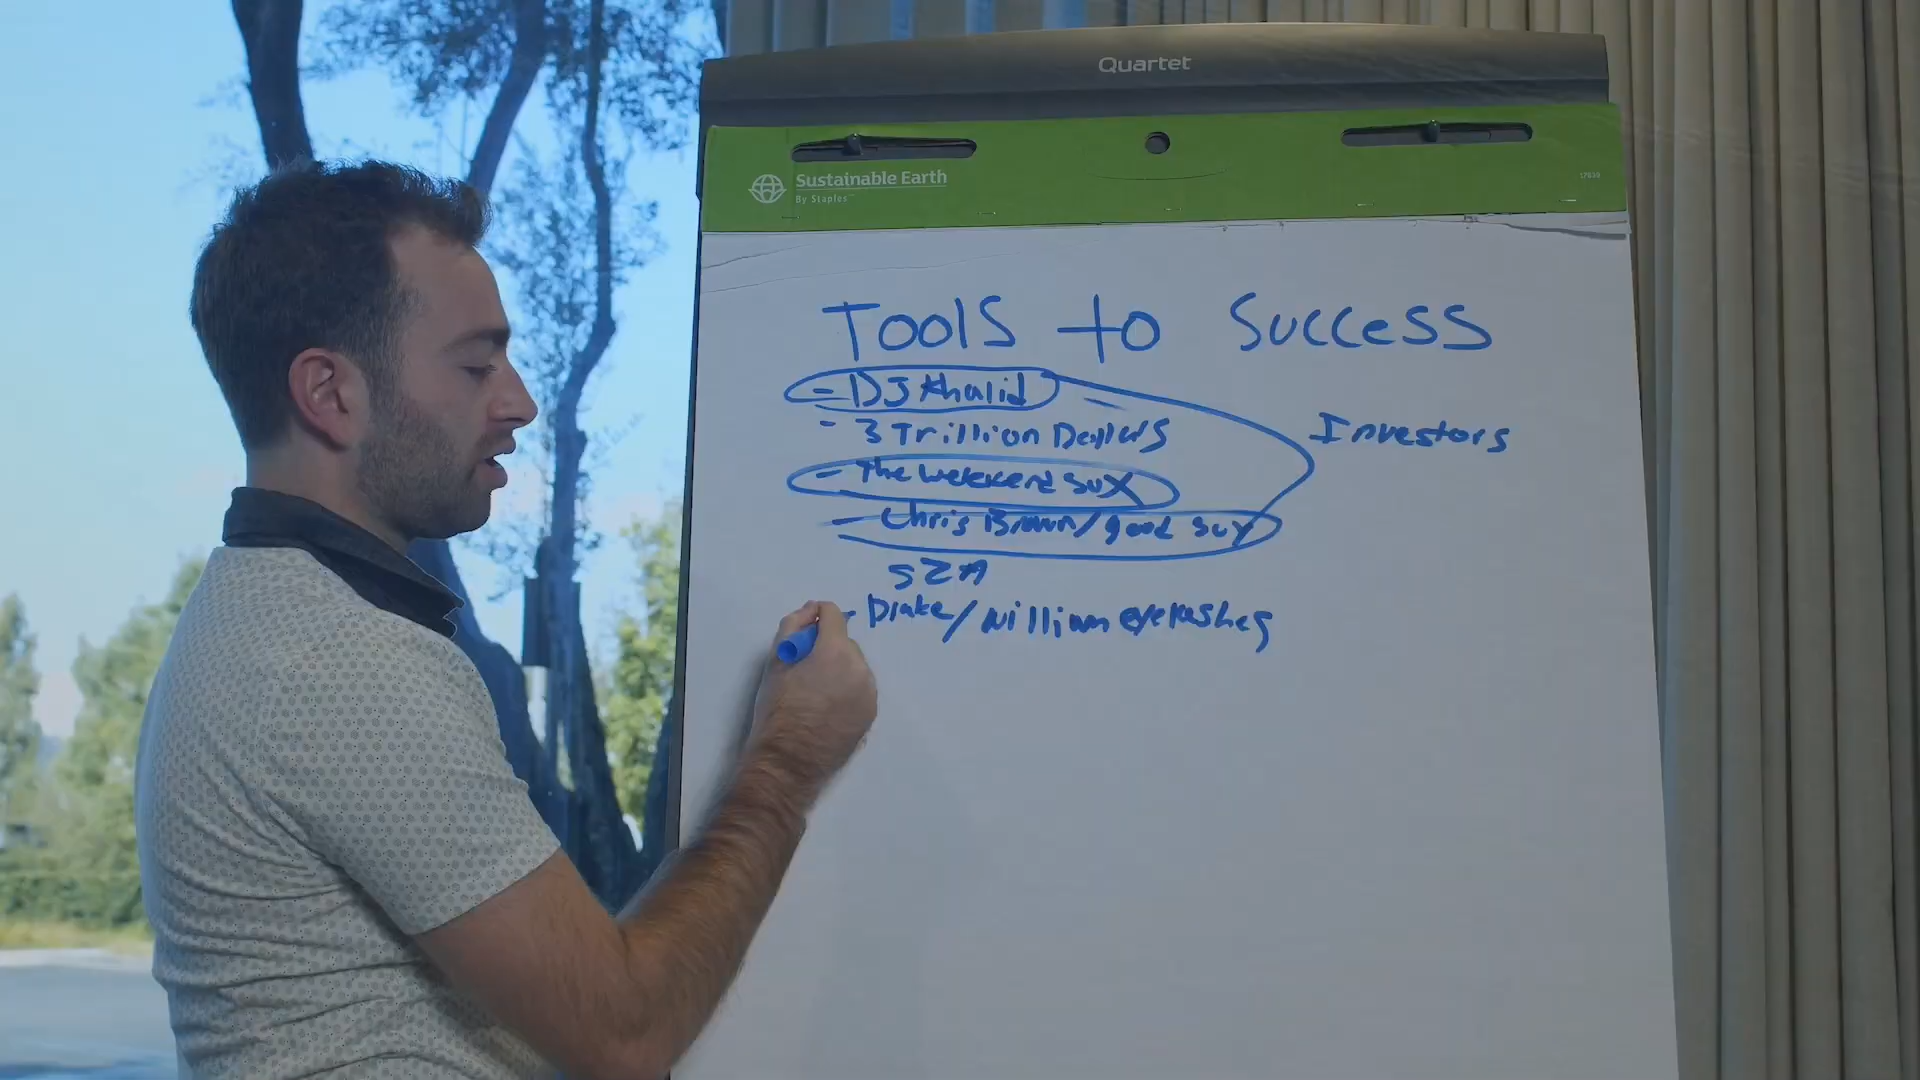 Quartet
Sustainable Earth
By Staples™
Tools to Success
- DJ Khalid
- 3 Trillion Dollars
Investors
- The Weekend sux
- Chris Brown/good guy
SZA
- Drake/Million eyelashes